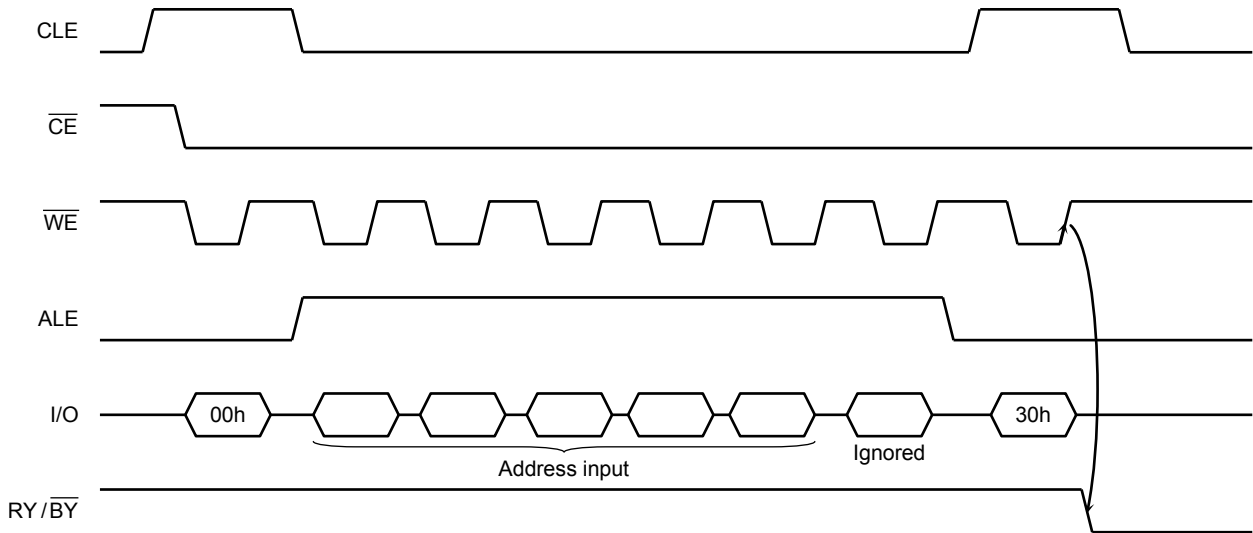 CLE
CE
WE
ALE
I/O 00h 30h
Address input Ignored
RY/BY